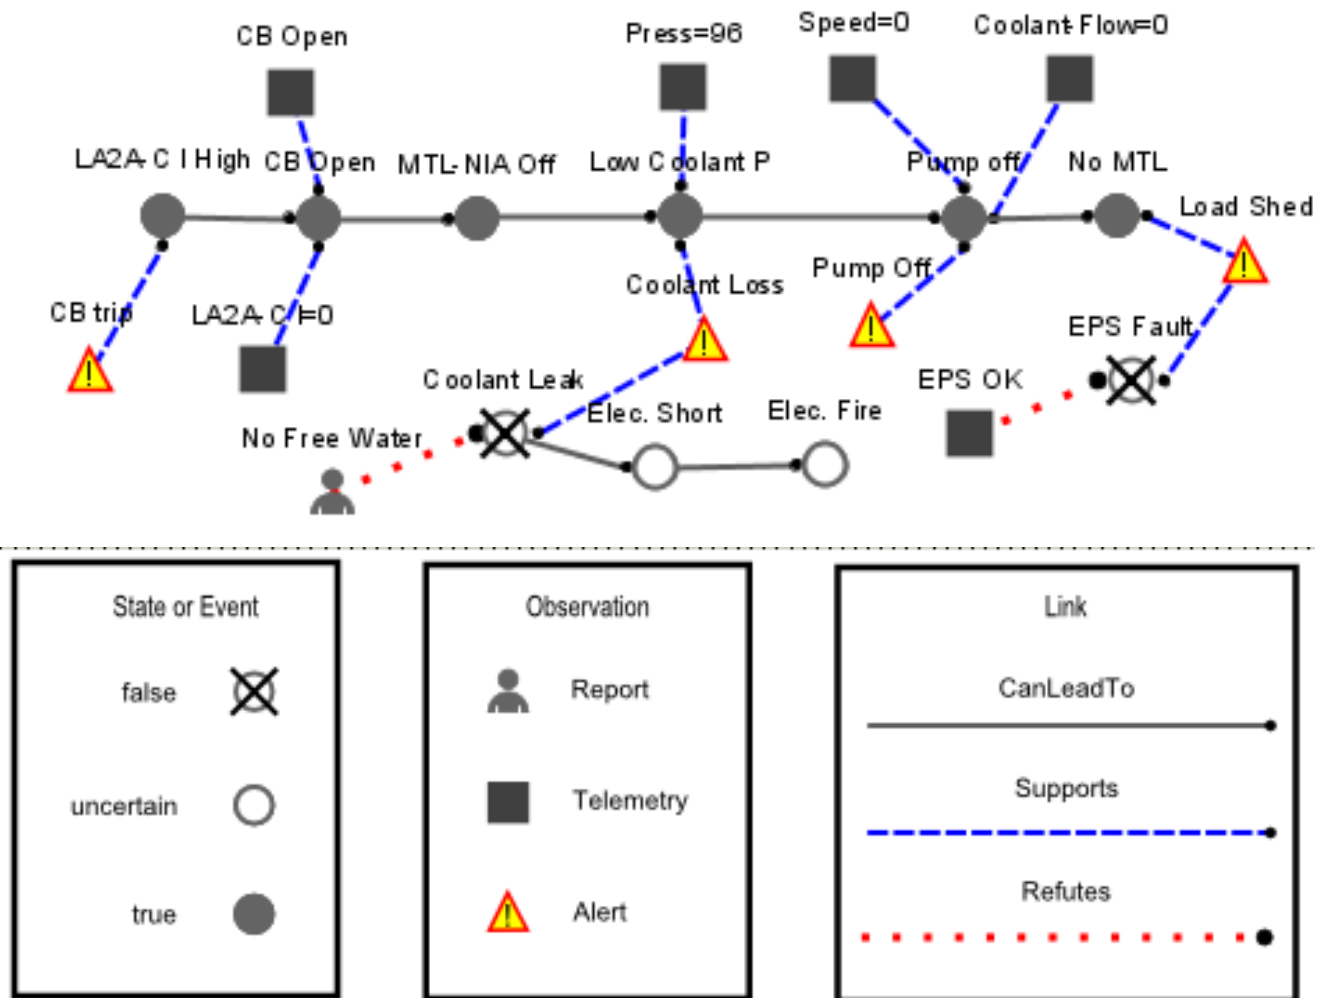 Speed=0
Coolant-Flow=0
CB Open
Press=96
LA2A-C I High
CB Open
MTL-NIA Off
Low Coolant P
Pump off
No MTL
Load Shed
Pump Off
Coolant Loss
CB trip
LA2A-C I=0
EPS Fault
Coolant Leak
EPS OK
Elec. Short
Elec. Fire
No Free Water
!
!
!
!
State or Event
false
uncertain
true
Observation
Report
Telemetry
!
Alert
Link
CanLeadTo
Supports
Refutes